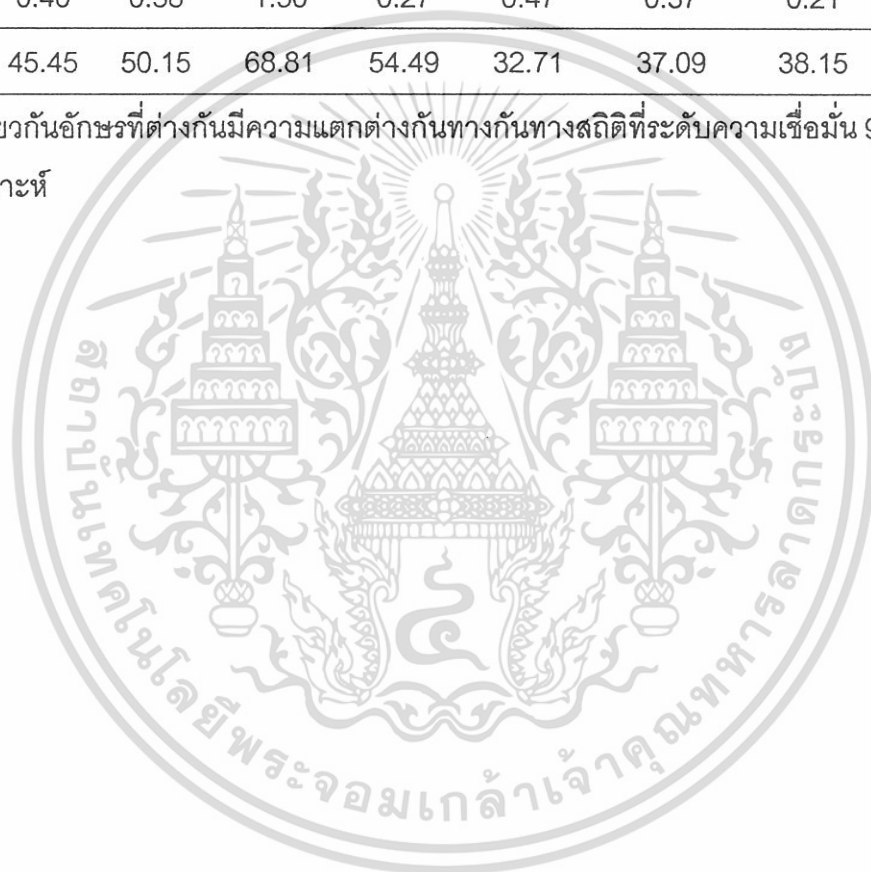 45.45 50.15 68.81 54.49 32.71 37.09 38.15
ยวกันอักษรที่ต่างกันมีความแตกต่างกันทางกันทางสถิติที่ระดับความเชื่อมั่น 9
าะห์
สถาบันเทคโนโลยีพระจอมเกล้าเจ้าคุณทหารลาดกระบัง